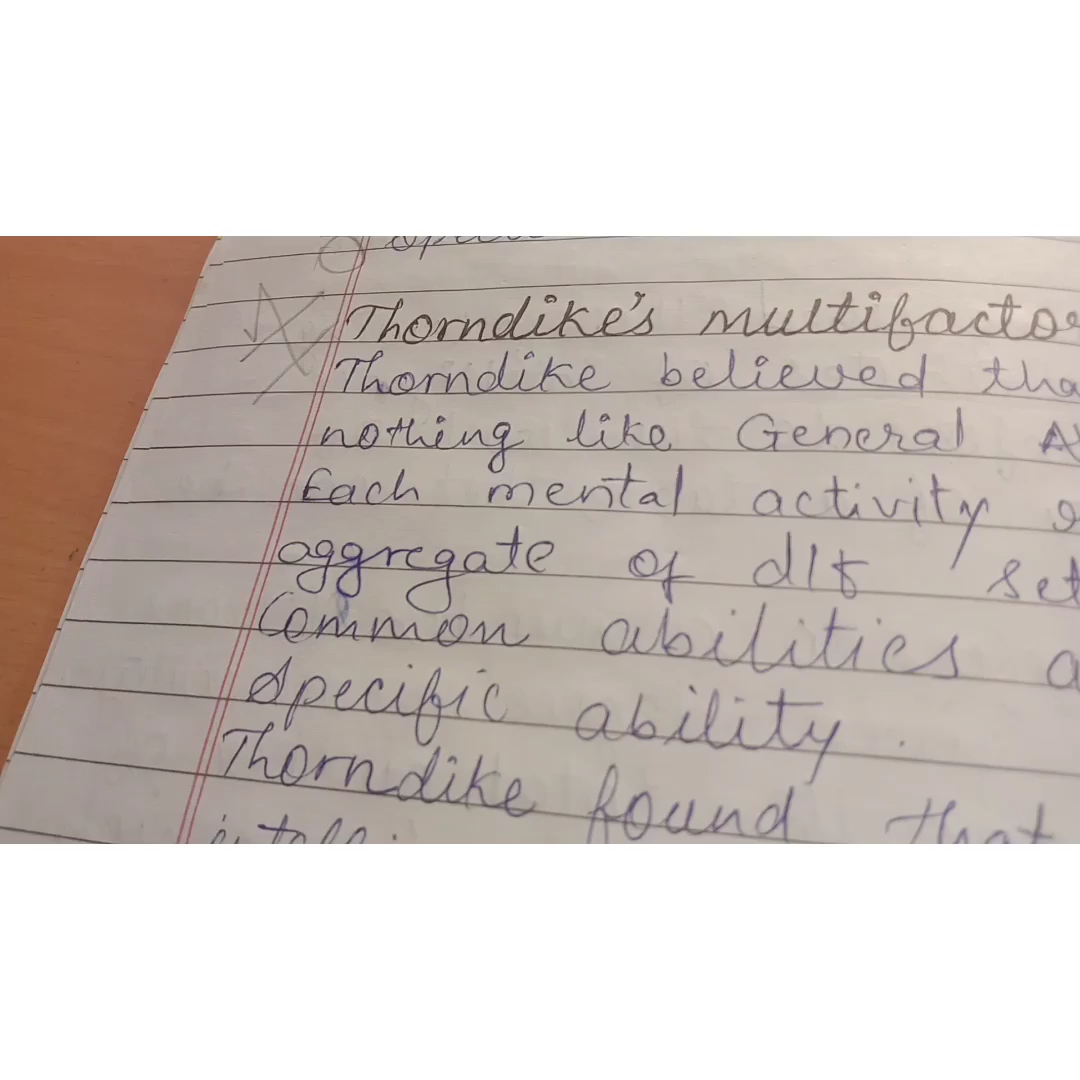 Thorndike's multifacto
Thorndike believed tha
nothing like General A
Each mental activity
aggregate of dif set
Common abilities a
Specific ability.
Thorndike found that